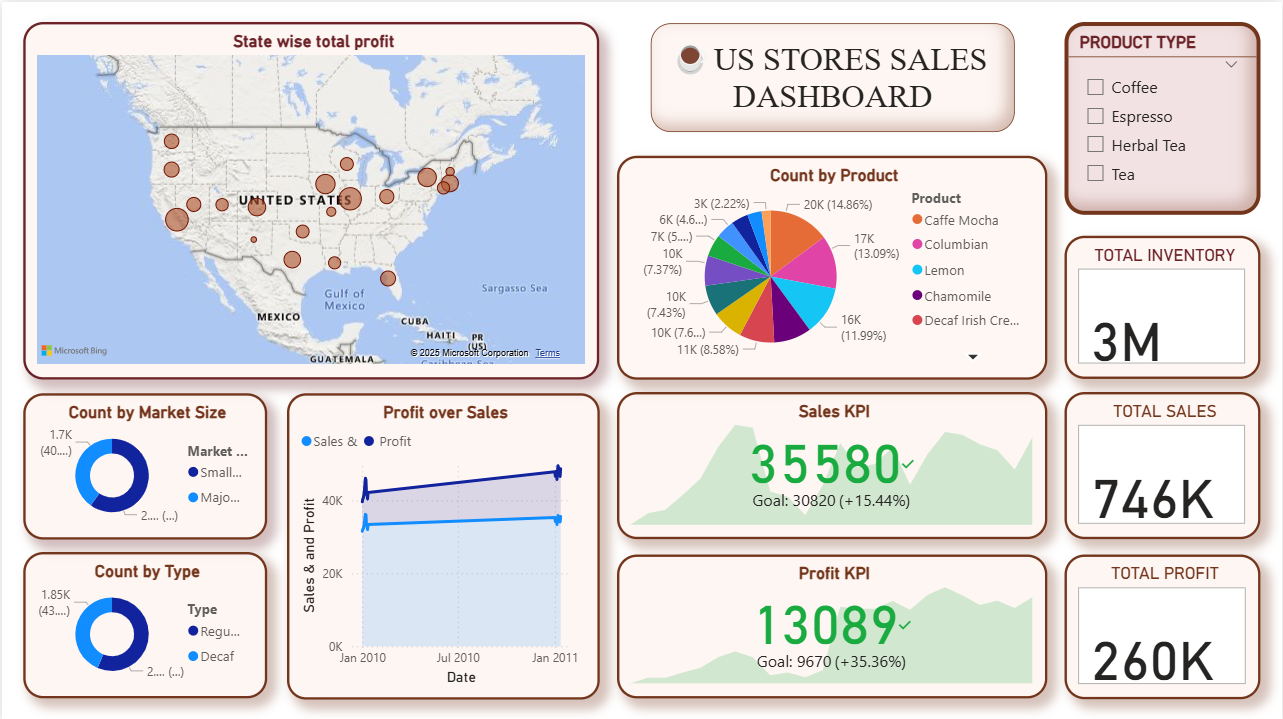 State wise total profit
UNITED STATES
Gulf of
Mexico
Sargasso Sea
MEXICO
CUBA
HAITI
PR
(US)
GUATEMALA
Caribbean Sea
Microsoft Bing
© 2025 Microsoft Corporation Terms
US STORES SALES
DASHBOARD
PRODUCT TYPE
Coffee
Espresso
Herbal Tea
Tea
Count by Product
3K (2.22%)
20K (14.86%)
6K (4.6...)
17K
(13.09%)
7K (5....)
10K
(7.37%)
10K
(7.43%)
16K
(11.99%)
10K (7.6...)
11K (8.58%)
Product
Caffe Mocha
Columbian
Lemon
Chamomile
Decaf Irish Cre...
TOTAL INVENTORY
3M
Count by Market Size
1.7K
(40....)
2.... (...)
Market ...
Small...
Majo...
Profit over Sales
Sales &
Profit
Sales & and Profit
40K
20K
0K
Jan 2010
Jul 2010
Jan 2011
Date
Sales KPI
35580
Goal: 30820 (+15.44%)
TOTAL SALES
746K
Count by Type
1.85K
(43....)
2.... (...)
Type
Regu...
Decaf
Profit KPI
13089
Goal: 9670 (+35.36%)
TOTAL PROFIT
260K